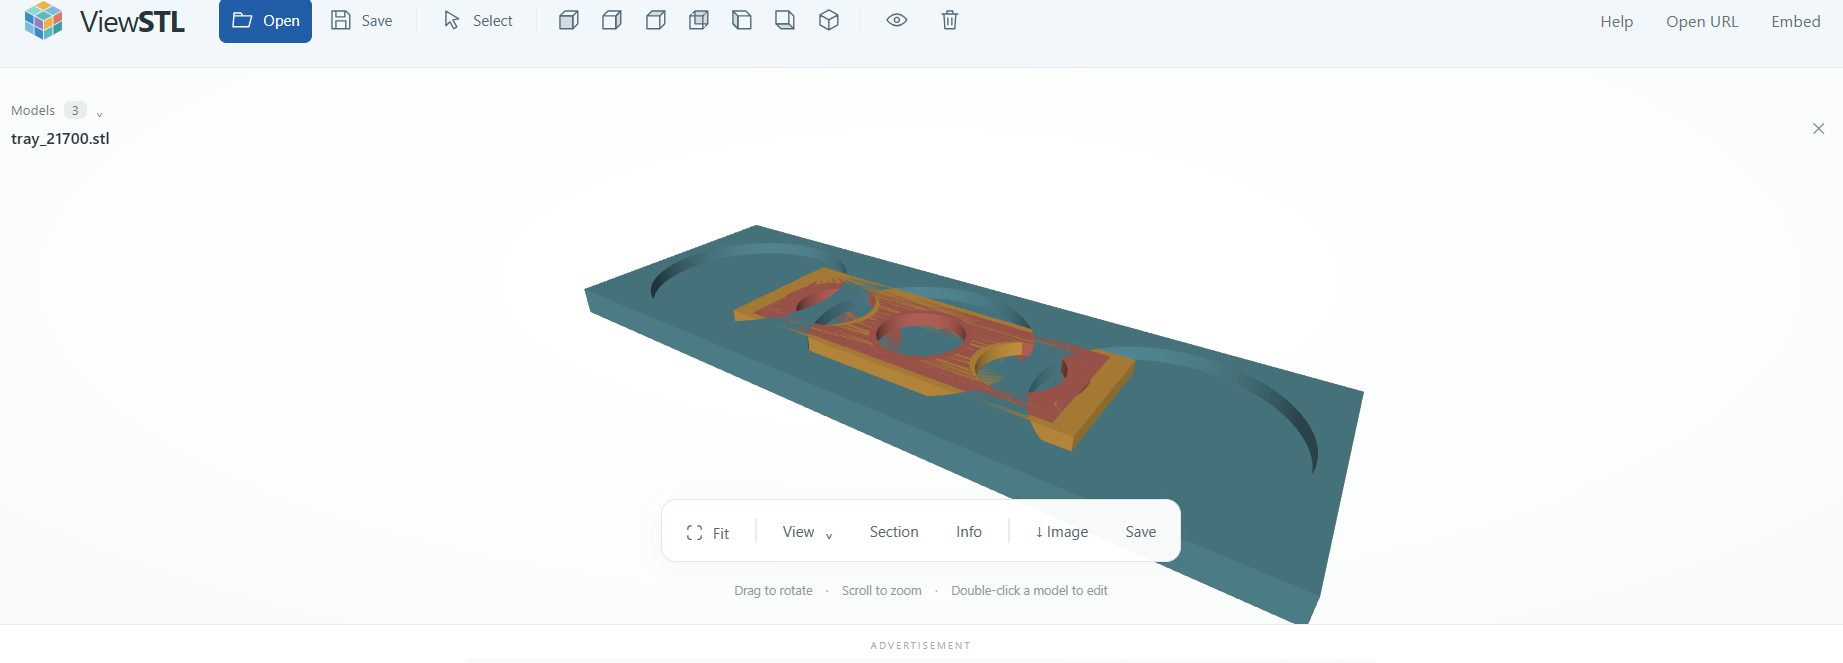 ViewSTL Open Save Select Help Open URL Embed
Models 3
tray_21700.stl
Fit View Section Info ↓ Image Save
Drag to rotate · Scroll to zoom · Double-click a model to edit
ADVERTISEMENT